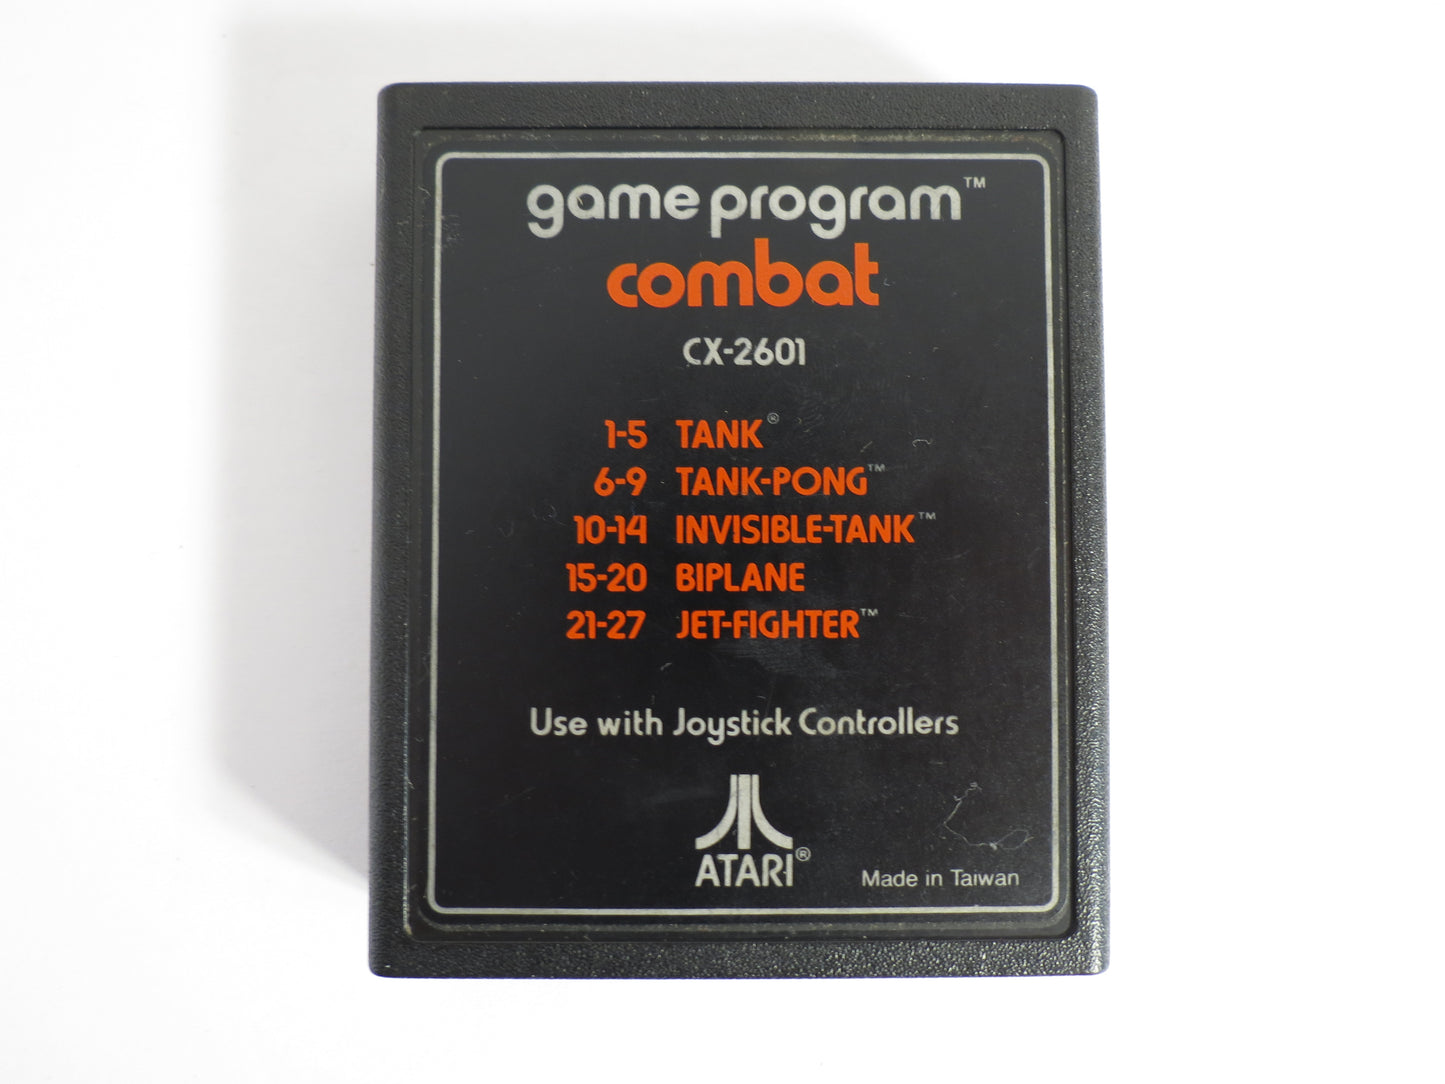 game program™
combat
CX-2601
1-5 TANK®
6-9 TANK-PONG™
10-14 INVISIBLE-TANK™
15-20 BIPLANE
21-27 JET-FIGHTER™
Use with Joystick Controllers
ATARI®
Made in Taiwan